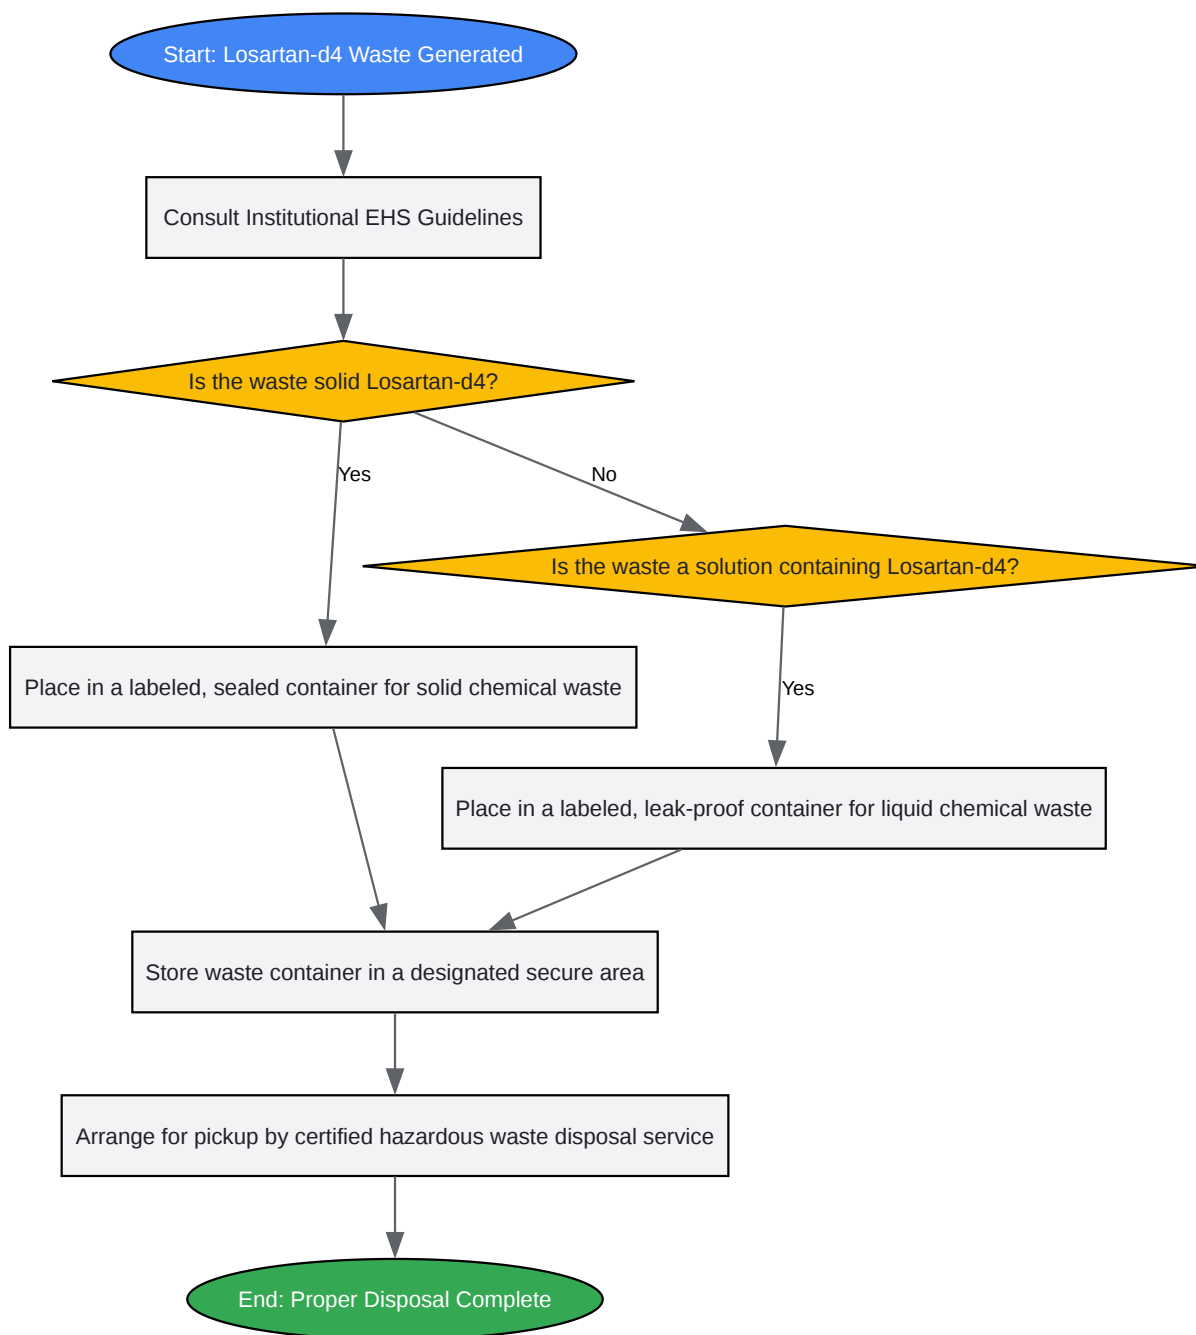 Start: Losartan-d4 Waste Generated
Consult Institutional EHS Guidelines
Is the waste solid Losartan-d4?
Yes
No
Is the waste a solution containing Losartan-d4?
Place in a labeled, sealed container for solid chemical waste
Yes
Place in a labeled, leak-proof container for liquid chemical waste
Store waste container in a designated secure area
Arrange for pickup by certified hazardous waste disposal service
End: Proper Disposal Complete